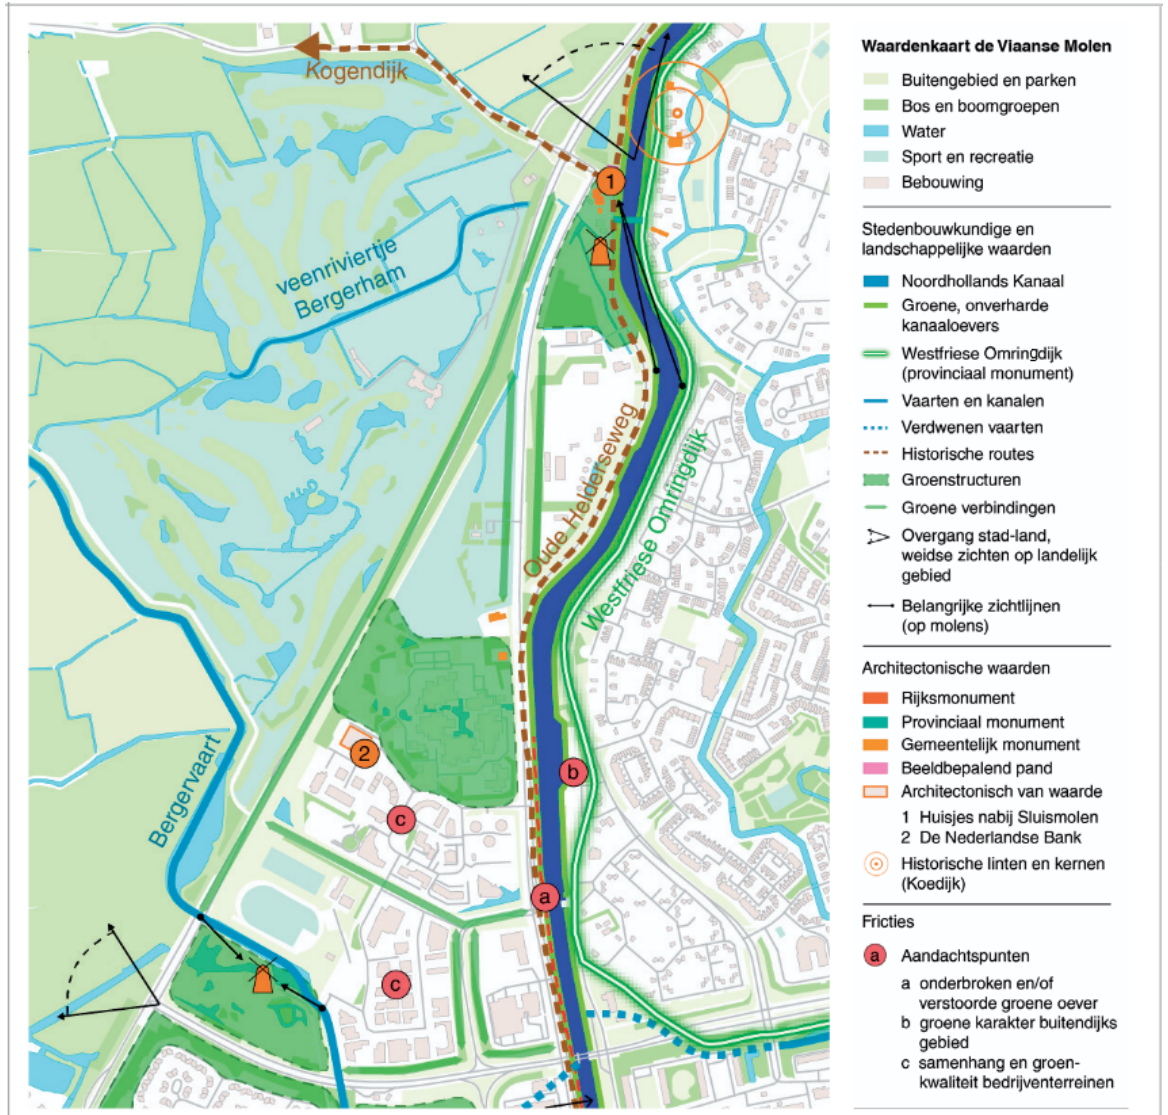 Kogendijk
1
veenriviertje
Bergerham
Oude Helderseweg
Westfriese Omringdijk
2
b
c
Bergervaart
a
c
Waardenkaart de Viaanse Molen
Buitengebied en parken
Bos en boomgroepen
Water
Sport en recreatie
Bebouwing
Stedenbouwkundige en
landschappelijke waarden
Noordhollands Kanaal
Groene, onverharde
kanaaloevers
Westfriese Omringdijk
(provinciaal monument)
Vaarten en kanalen
Verdwenen vaarten
Historische routes
Groenstructuren
Groene verbindingen
Overgang stad-land,
weidse zichten op landelijk
gebied
Belangrijke zichtlijnen
(op molens)
Architectonische waarden
Rijksmonument
Provinciaal monument
Gemeentelijk monument
Beeldbepalend pand
Architectonisch van waarde
1 Huisjes nabij Sluismolen
2 De Nederlandse Bank
Historische linten en kernen
(Koedijk)
Fricties
a Aandachtspunten
a onderbroken en/of
verstoorde groene oever
b groene karakter buitendijks
gebied
c samenhang en groen-
kwaliteit bedrijventerreinen